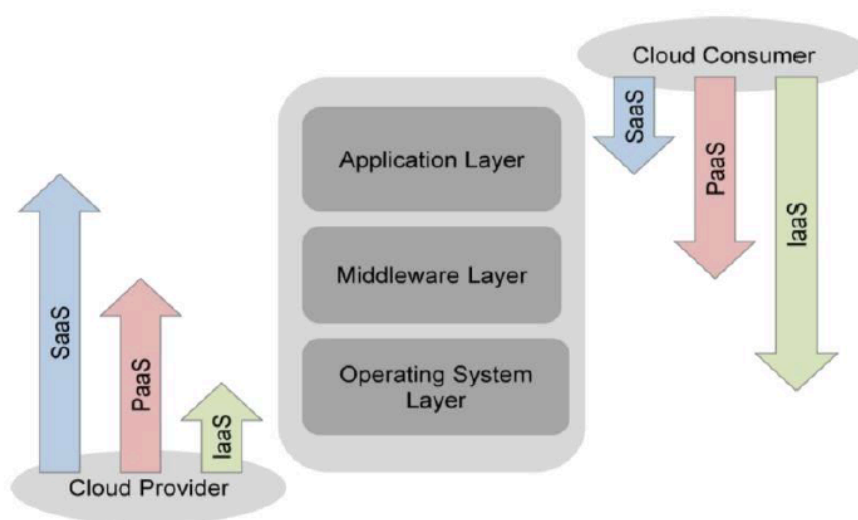 Cloud Consumer
SaaS
PaaS
IaaS
Application Layer
Middleware Layer
Operating System
Layer
SaaS
PaaS
IaaS
Cloud Provider